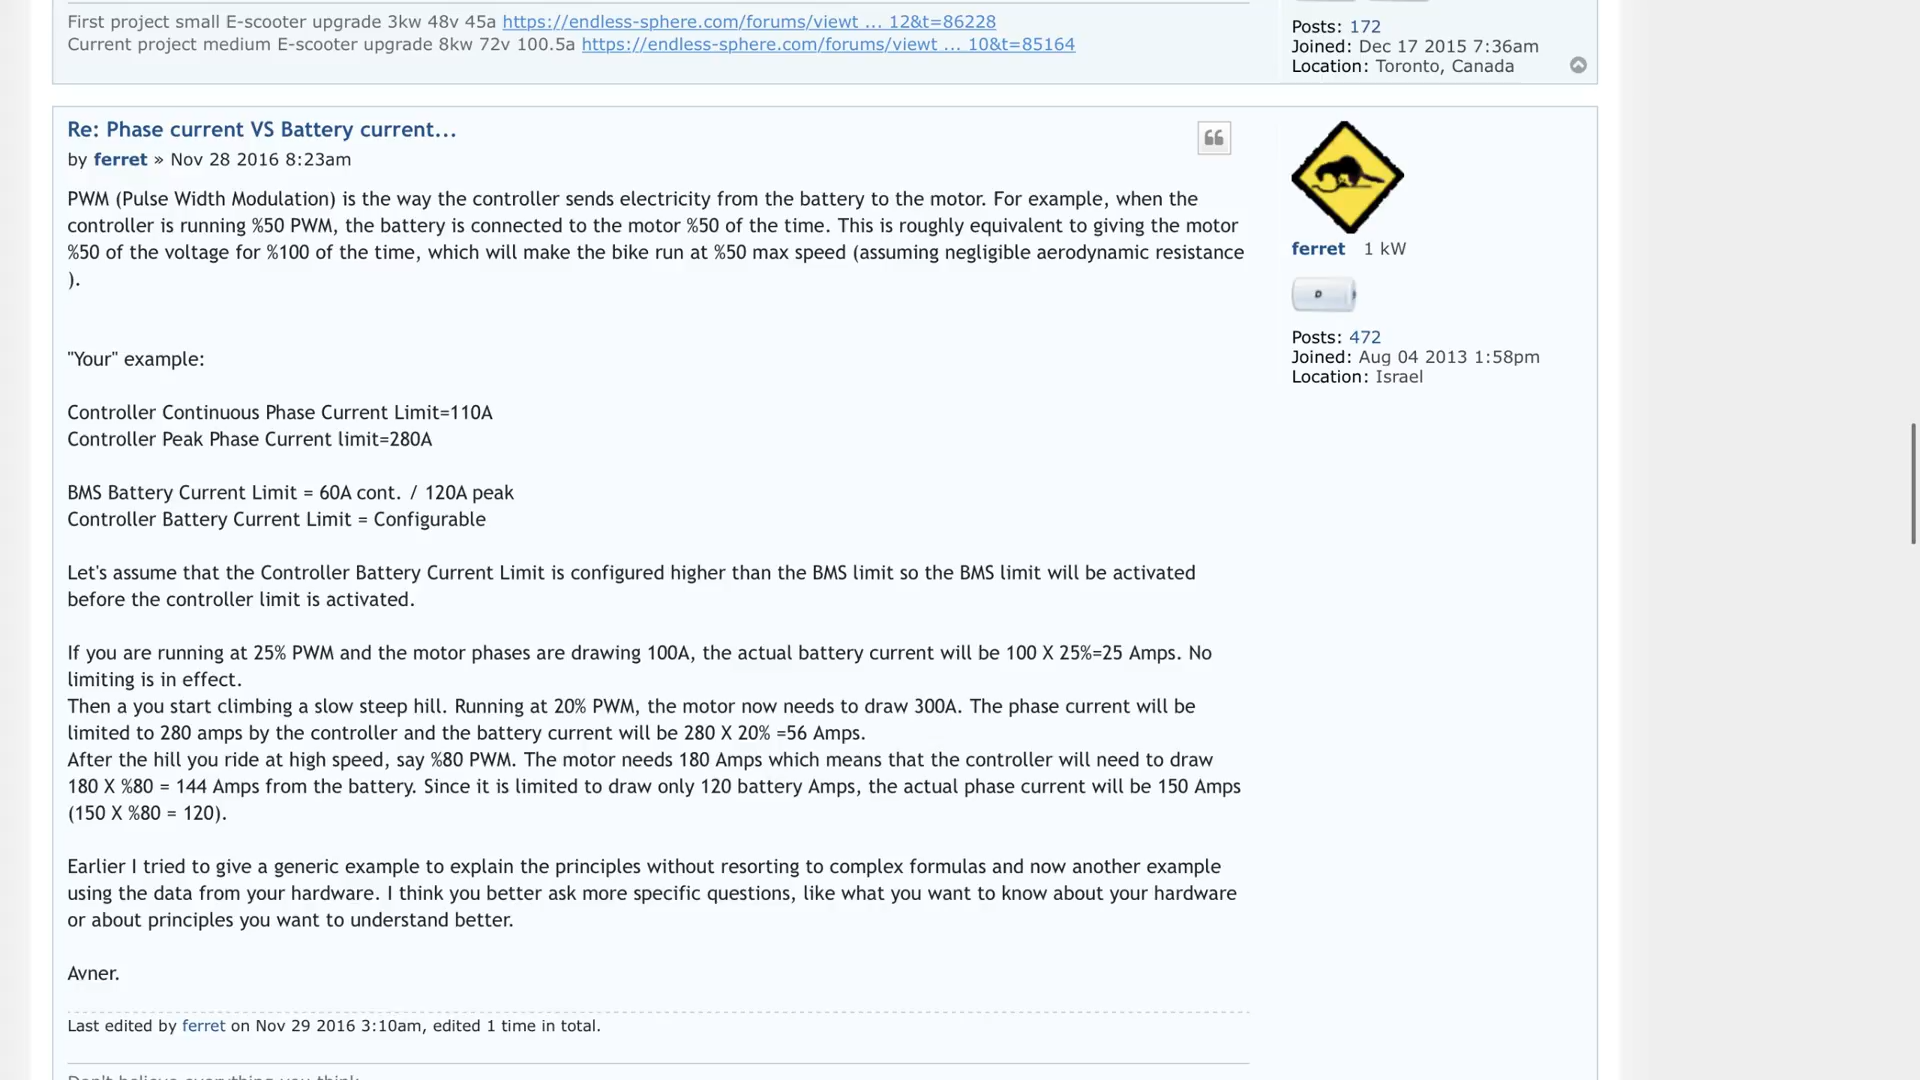 First project small E-scooter upgrade 3kw 48v 45a https://endless-sphere.com/forums/viewt ... 12&t=86228
Current project medium E-scooter upgrade 8kw 72v 100.5a https://endless-sphere.com/forums/viewt ... 10&t=85164
Posts: 172
Joined: Dec 17 2015 7:36am
Location: Toronto, Canada
Re: Phase current VS Battery current...
by ferret » Nov 28 2016 8:23am
PWM (Pulse Width Modulation) is the way the controller sends electricity from the battery to the motor. For example, when the
controller is running %50 PWM, the battery is connected to the motor %50 of the time. This is roughly equivalent to giving the motor
%50 of the voltage for %100 of the time, which will make the bike run at %50 max speed (assuming negligible aerodynamic resistance
).
"Your" example:
Controller Continuous Phase Current Limit=110A
Controller Peak Phase Current limit=280A
BMS Battery Current Limit = 60A cont. / 120A peak
Controller Battery Current Limit = Configurable
Let's assume that the Controller Battery Current Limit is configured higher than the BMS limit so the BMS limit will be activated
before the controller limit is activated.
If you are running at 25% PWM and the motor phases are drawing 100A, the actual battery current will be 100 X 25%=25 Amps. No
limiting is in effect.
Then a you start climbing a slow steep hill. Running at 20% PWM, the motor now needs to draw 300A. The phase current will be
limited to 280 amps by the controller and the battery current will be 280 X 20% =56 Amps.
After the hill you ride at high speed, say %80 PWM. The motor needs 180 Amps which means that the controller will need to draw
180 X %80 = 144 Amps from the battery. Since it is limited to draw only 120 battery Amps, the actual phase current will be 150 Amps
(150 X %80 = 120).
Earlier I tried to give a generic example to explain the principles without resorting to complex formulas and now another example
using the data from your hardware. I think you better ask more specific questions, like what you want to know about your hardware
or about principles you want to understand better.
Avner.
Last edited by ferret on Nov 29 2016 3:10am, edited 1 time in total.
Don't believe everything you think
ferret 1 kW
D
Posts: 472
Joined: Aug 04 2013 1:58pm
Location: Israel